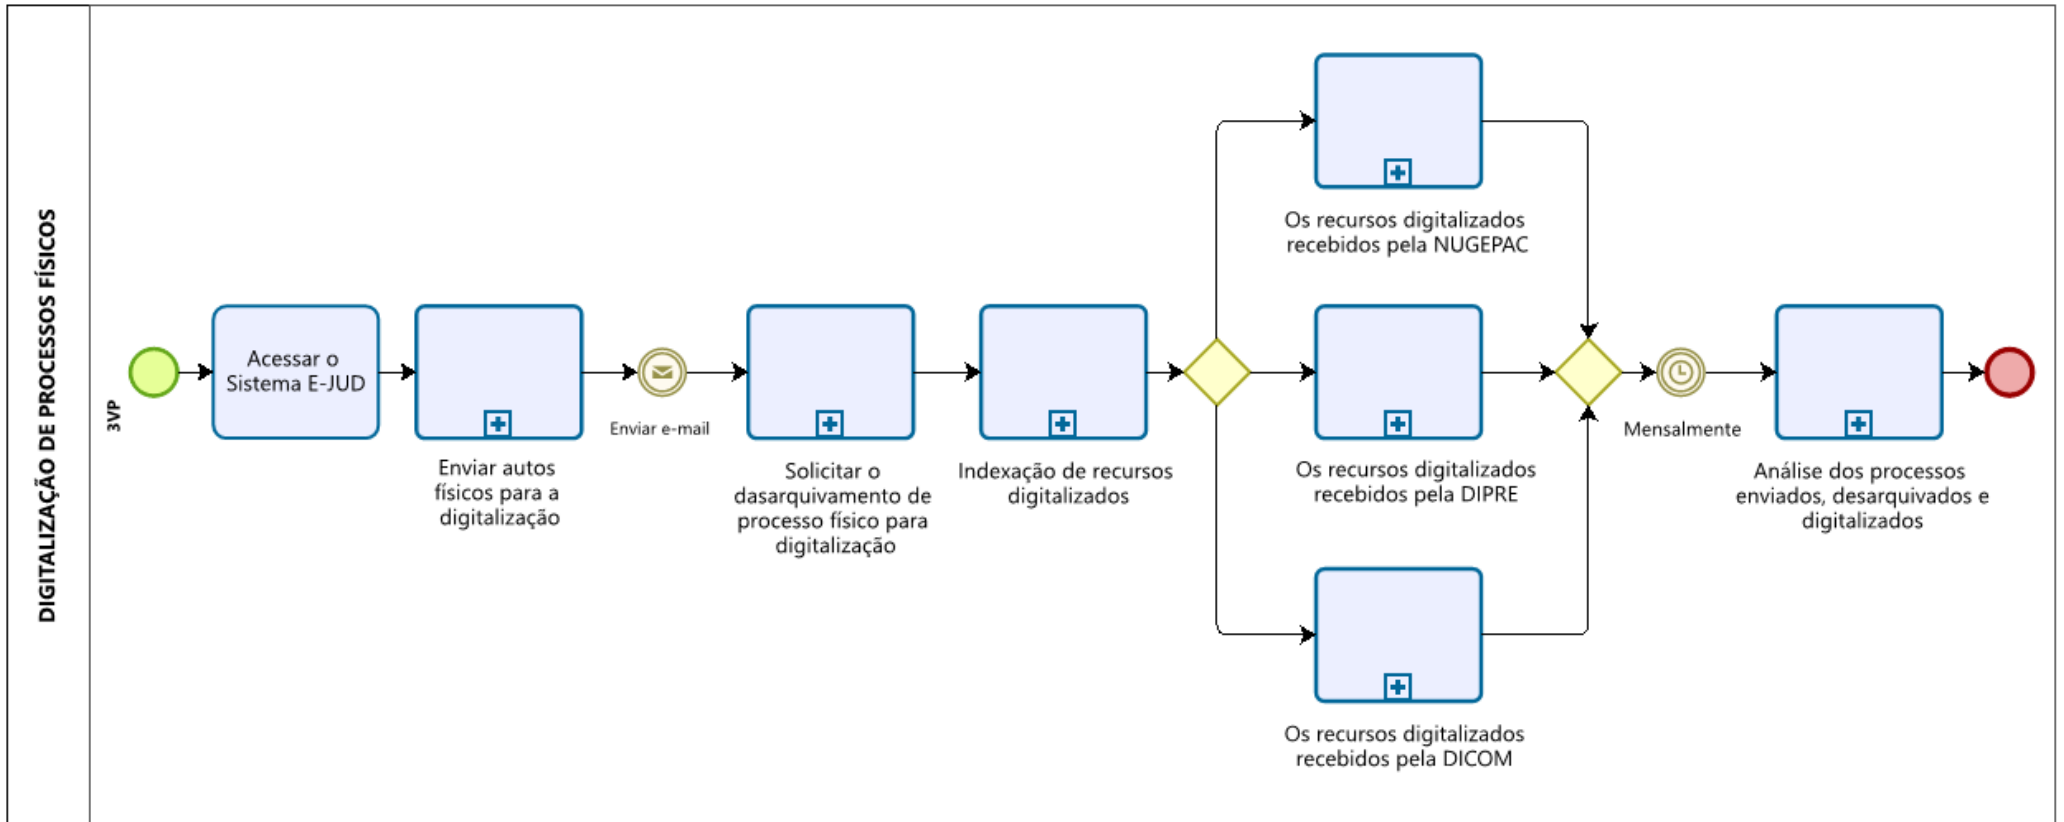 DIGITALIZAÇÃO DE PROCESSOS FÍSICOS
3VP
Acessar o
Sistema E-JUD
Enviar autos
físicos para a
digitalização
Enviar e-mail
Solicitar o
dasarquivamento de
processo físico para
digitalização
Indexação de recursos
digitalizados
Os recursos digitalizados
recebidos pela NUGEPAC
Os recursos digitalizados
recebidos pela DIPRE
Os recursos digitalizados
recebidos pela DICOM
Mensalmente
Análise dos processos
enviados, desarquivados e
digitalizados